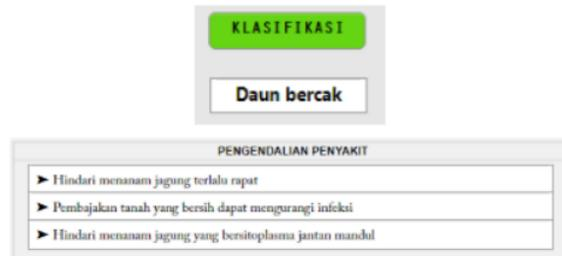 KLASIFIKASI
Daun bercak
PENGENDALIAN PENYAKIT
➤ Hindari menanam jagung terlalu rapat
➤ Pembajakan tanah yang bersih dapat mengurangi infeksi
➤ Hindari menanam jagung yang bersitoplasma jantan mandul